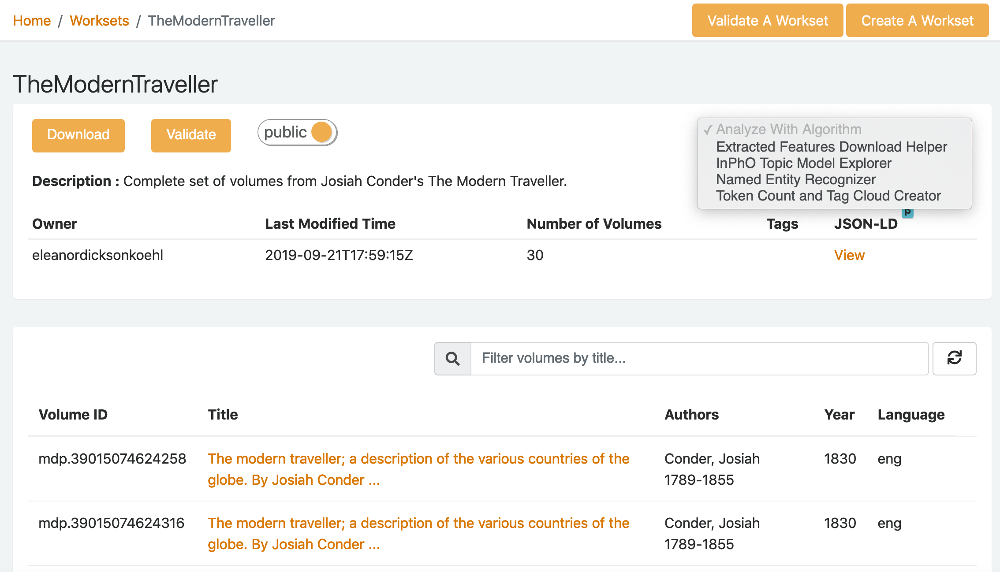 Home / Worksets / TheModernTraveller
Validate A Workset
Create A Workset
TheModernTraveller
Download
Validate
public
✓ Analyze With Algorithm
Extracted Features Download Helper
InPhO Topic Model Explorer
Named Entity Recognizer
Token Count and Tag Cloud Creator
Description : Complete set of volumes from Josiah Conder's The Modern Traveller.
Owner Last Modified Time Number of Volumes Tags JSON-LD β
eleanordicksonkoehl 2019-09-21T17:59:15Z 30 View
Filter volumes by title...
Volume ID Title Authors Year Language
mdp.39015074624258 The modern traveller; a description of the various countries of the Conder, Josiah 1830 eng
globe. By Josiah Conder ... 1789-1855
mdp.39015074624316 The modern traveller; a description of the various countries of the Conder, Josiah 1830 eng
globe. By Josiah Conder ... 1789-1855